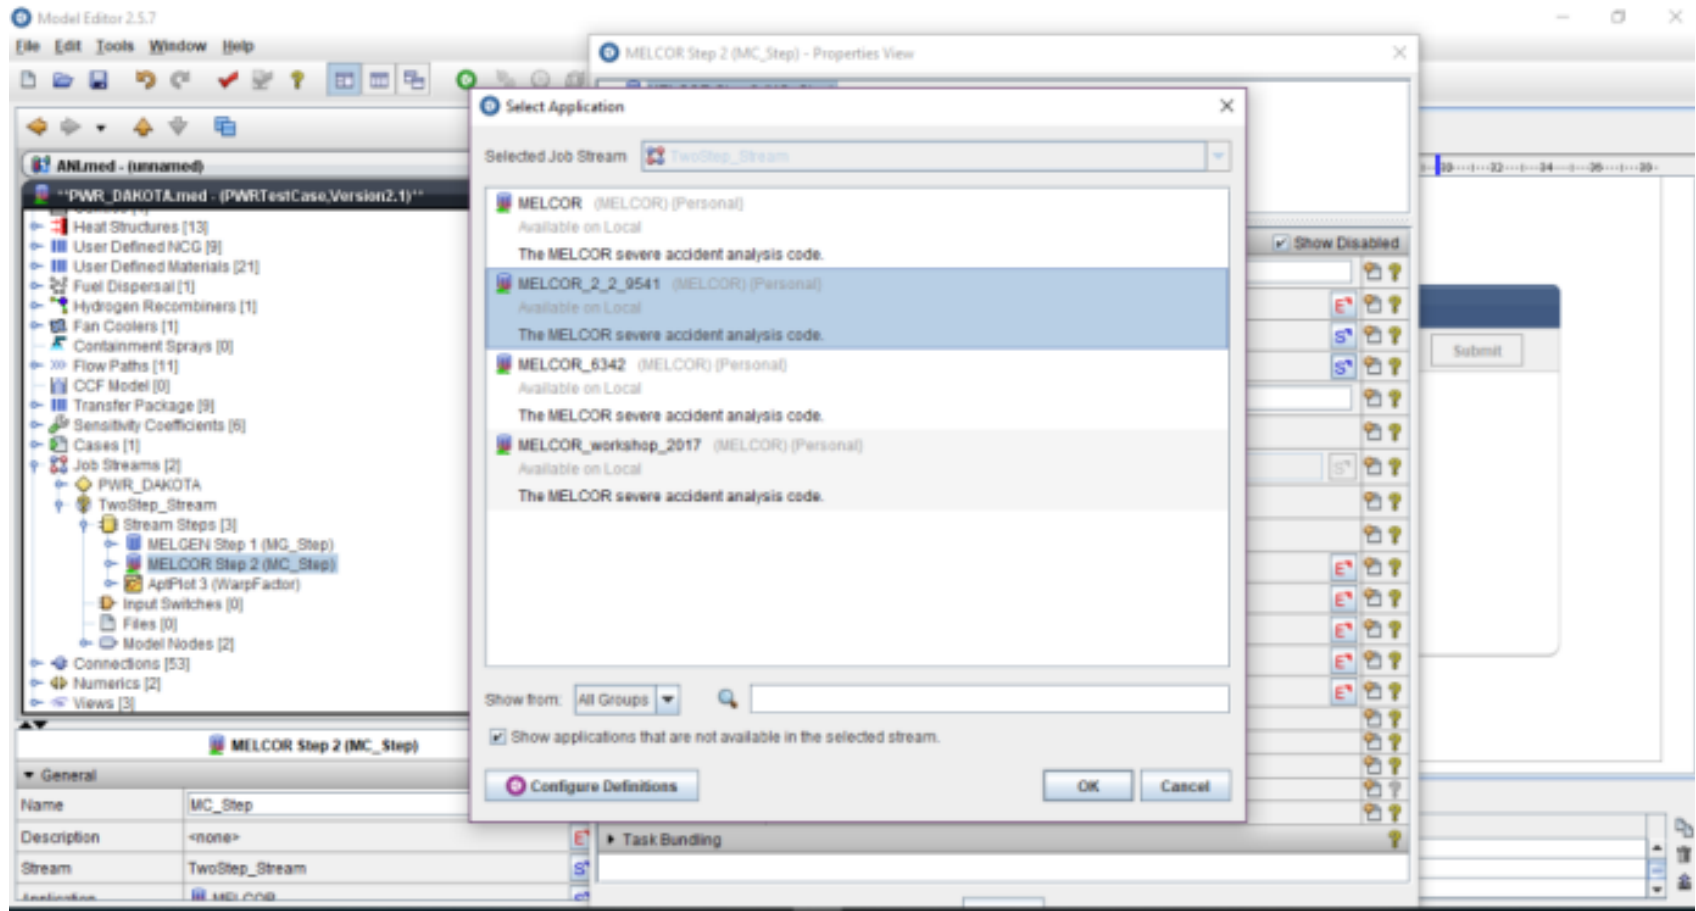 Model Editor 2.5.7
File Edit Tools Window Help
MELCOR Step 2 (MC_Step) - Properties View
Select Application
Selected Job Stream TwoStep_Stream
ANI.med - (unnamed)
**PWR_DAKOTA.med - (PWRTestCase,Version2.1)**
Heat Structures [13]
User Defined NCG [9]
User Defined Materials [21]
Fuel Dispersal [1]
Hydrogen Recombiners [1]
Fan Coolers [1]
Containment Sprays [0]
Flow Paths [11]
CCF Model [0]
Transfer Package [9]
Sensitivity Coefficients [6]
Cases [1]
Job Streams [2]
PWR_DAKOTA
TwoStep_Stream
Stream Steps [3]
MELGEN Step 1 (MG_Step)
MELCOR Step 2 (MC_Step)
AptPlot 3 (WarpFactor)
Input Switches [0]
Files [0]
Model Nodes [2]
Connections [53]
Numerics [2]
Views [3]
MELCOR (MELCOR) (Personal)
Available on Local
The MELCOR severe accident analysis code.
MELCOR_2_2_9541 (MELCOR) (Personal)
Available on Local
The MELCOR severe accident analysis code.
MELCOR_6342 (MELCOR) (Personal)
Available on Local
The MELCOR severe accident analysis code.
MELCOR_workshop_2017 (MELCOR) (Personal)
Available on Local
The MELCOR severe accident analysis code.
Show from: All Groups
Show applications that are not available in the selected stream.
Configure Definitions OK Cancel
Show Disabled
Submit
MELCOR Step 2 (MC_Step)
General
Name MC_Step
Description <none>
Stream TwoStep_Stream
Application MELCOR
Task Bundling